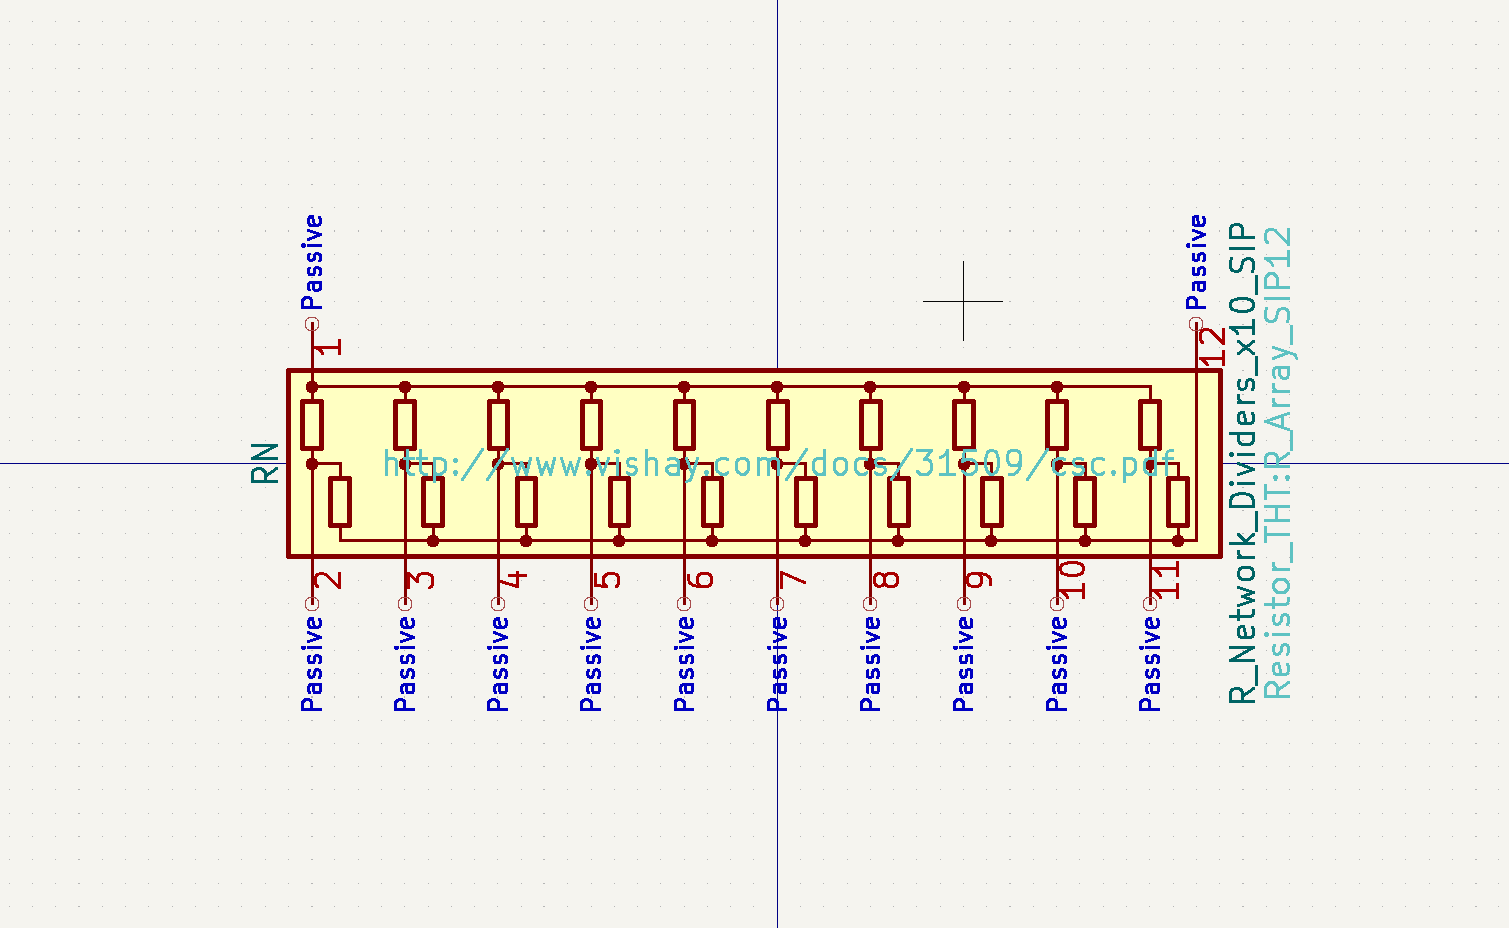 Passive
Passive
1
12
RN
http://www.vishay.com/docs/31509/csc.pdf
R_Network_Dividers_x10_SIP
Resistor_THT:R_Array_SIP12
2
3
4
5
6
7
8
9
10
11
Passive
Passive
Passive
Passive
Passive
Passive
Passive
Passive
Passive
Passive